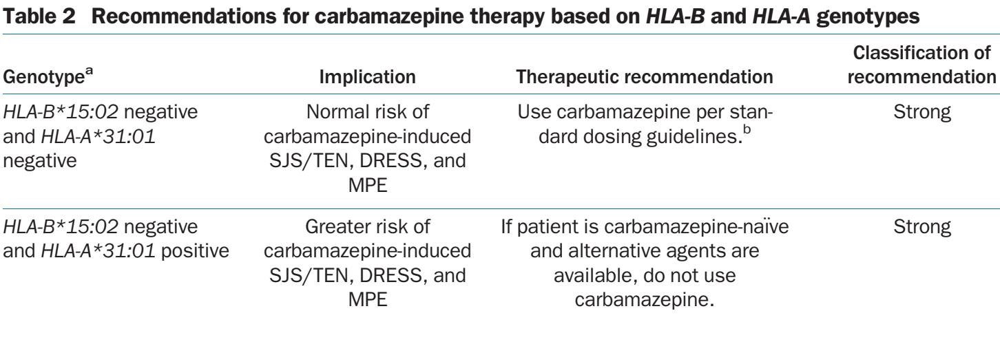 Table 2 Recommendations for carbamazepine therapy based on HLA-B and HLA-A genotypes
Genotypea
Implication
Therapeutic recommendation
Classification of
recommendation
HLA-B*15:02 negative
and HLA-A*31:01
negative
Normal risk of
carbamazepine-induced
SJS/TEN, DRESS, and
MPE
Use carbamazepine per stan-
dard dosing guidelines.b
Strong
HLA-B*15:02 negative
and HLA-A*31:01 positive
Greater risk of
carbamazepine-induced
SJS/TEN, DRESS, and
MPE
If patient is carbamazepine-naïve
and alternative agents are
available, do not use
carbamazepine.
Strong